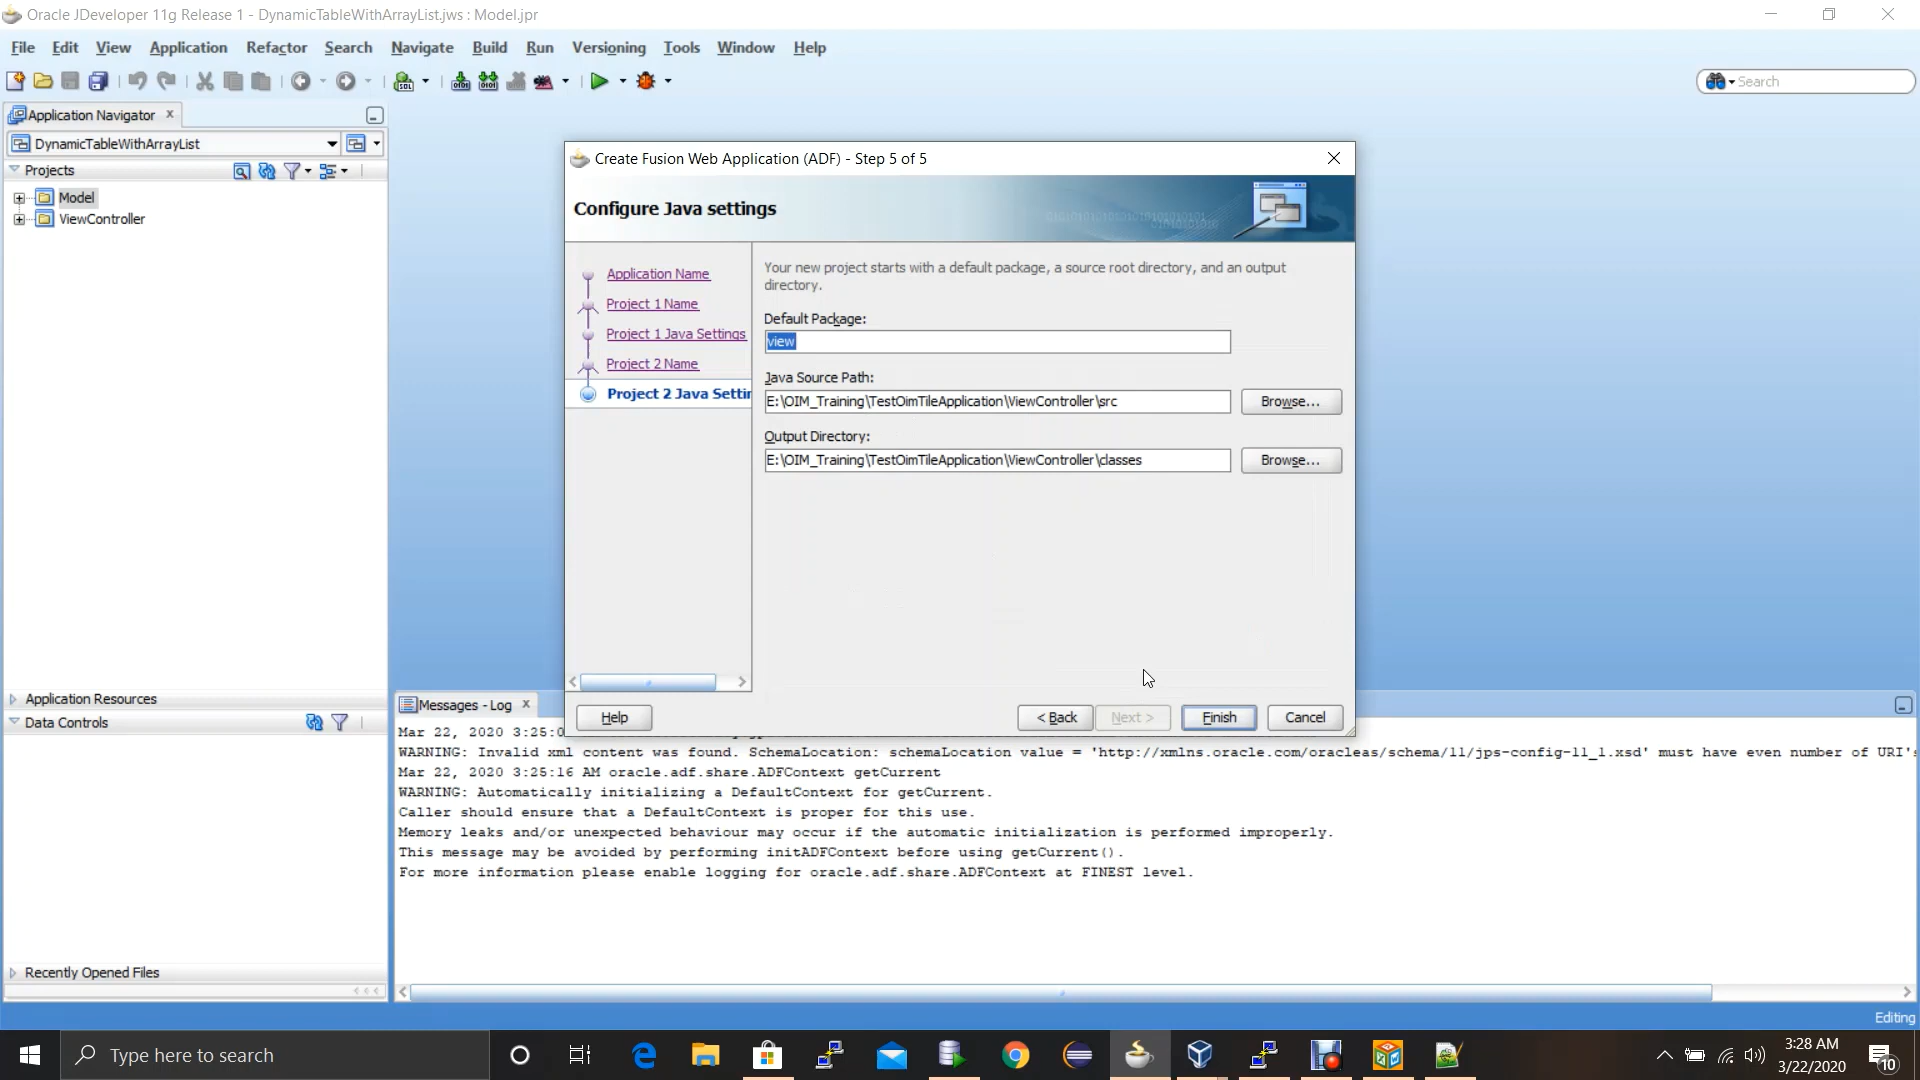 Oracle JDeveloper 11g Release 1 - DynamicTableWithArrayList.jws : Model.jpr
File Edit View Application Refactor Search Navigate Build Run Versioning Tools Window Help
Search
Application Navigator
DynamicTableWithArrayList
Projects
Model
ViewController
Create Fusion Web Application (ADF) - Step 5 of 5
Configure Java settings
Application Name
Project 1 Name
Project 1 Java Settings
Project 2 Name
Project 2 Java Settin
Your new project starts with a default package, a source root directory, and an output
directory.
Default Package:
view
Java Source Path:
E:\OIM_Training\TestOimTileApplication\ViewController\src
Browse...
Output Directory:
E:\OIM_Training\TestOimTileApplication\ViewController\classes
Browse...
Help
< Back
Next >
Finish
Cancel
Application Resources
Data Controls
Recently Opened Files
Messages - Log
Mar 22, 2020 3:25:0
WARNING: Invalid xml content was found. SchemaLocation: schemaLocation value = 'http://xmlns.oracle.com/oracleas/schema/11/jps-config-11_1.xsd' must have even number of URI's
Mar 22, 2020 3:25:16 AM oracle.adf.share.ADFContext getCurrent
WARNING: Automatically initializing a DefaultContext for getCurrent.
Caller should ensure that a DefaultContext is proper for this use.
Memory leaks and/or unexpected behaviour may occur if the automatic initialization is performed improperly.
This message may be avoided by performing initADFContext before using getCurrent().
For more information please enable logging for oracle.adf.share.ADFContext at FINEST level.
Editing
Type here to search
3:28 AM
3/22/2020
10